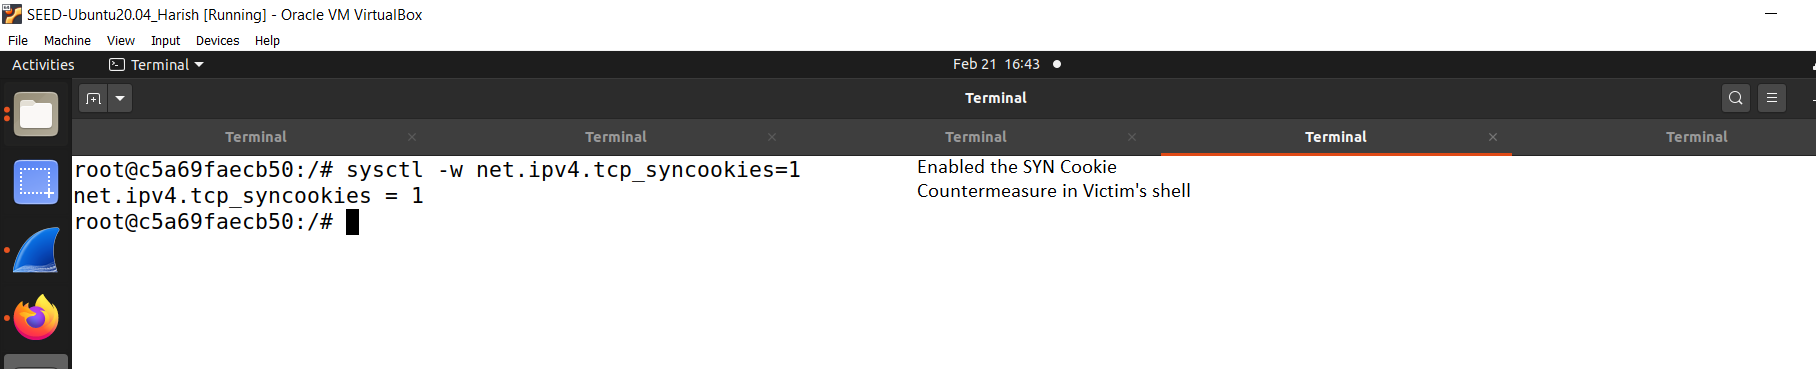 SEED-Ubuntu20.04_Harish [Running] - Oracle VM VirtualBox
File Machine View Input Devices Help
Activities Terminal Feb 21 16:43
Terminal
Terminal Terminal Terminal Terminal Terminal
root@c5a69faecb50:/# sysctl -w net.ipv4.tcp_syncookies=1
net.ipv4.tcp_syncookies = 1
root@c5a69faecb50:/#
Enabled the SYN Cookie
Countermeasure in Victim's shell